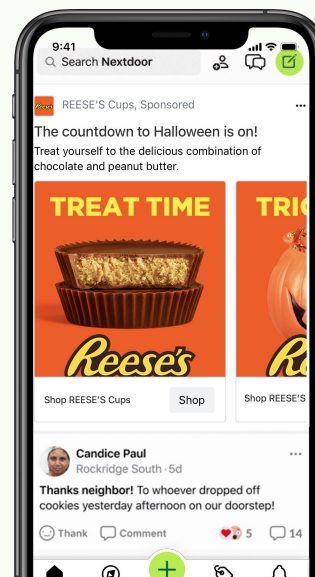 9:41
Search Nextdoor
REESE'S Cups, Sponsored
The countdown to Halloween is on!
Treat yourself to the delicious combination of
chocolate and peanut butter.
TREAT TIME
TRIC
Reese's
Re
Shop REESE'S Cups
Shop
Shop REESE'S
Candice Paul
Rockridge South · 5d
Thanks neighbor! To whoever dropped off
cookies yesterday afternoon on our doorstep!
Thank
Comment
5
14